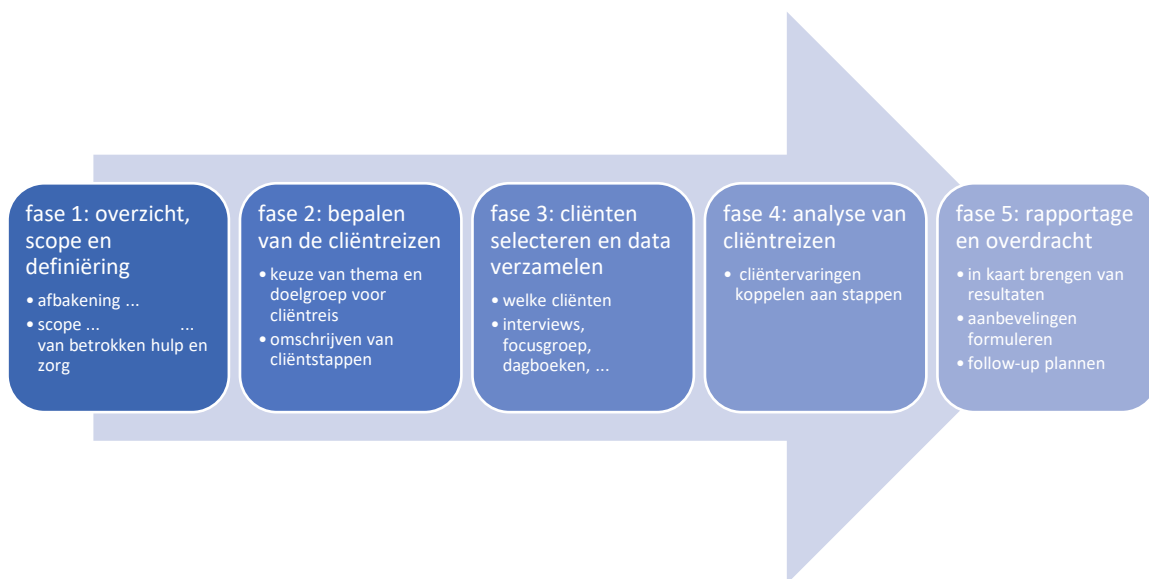 fase 1: overzicht,
scope en
definiëring
• afbakening ...
• scope ... ...
van betrokken hulp en
zorg
fase 2: bepalen
van de cliëntreizen
• keuze van thema en
doelgroep voor
cliëntreis
• omschrijven van
cliëntstappen
fase 3: cliënten
selecteren en data
verzamelen
• welke cliënten
• interviews,
focusgroep,
dagboeken, ...
fase 4: analyse van
cliëntreizen
• cliëntervaringen
koppelen aan stappen
fase 5: rapportage
en overdracht
• in kaart brengen van
resultaten
• aanbevelingen
formuleren
• follow-up plannen